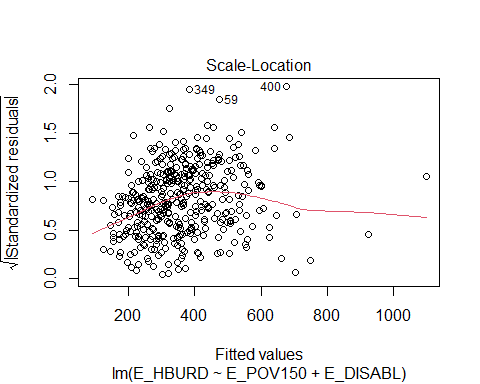 Scale-Location
√|Standardized residuals|
2.0
1.5
1.0
0.5
0.0
349
59
400
200 400 600 800 1000
Fitted values
lm(E_HBURD ~ E_POV150 + E_DISABL)